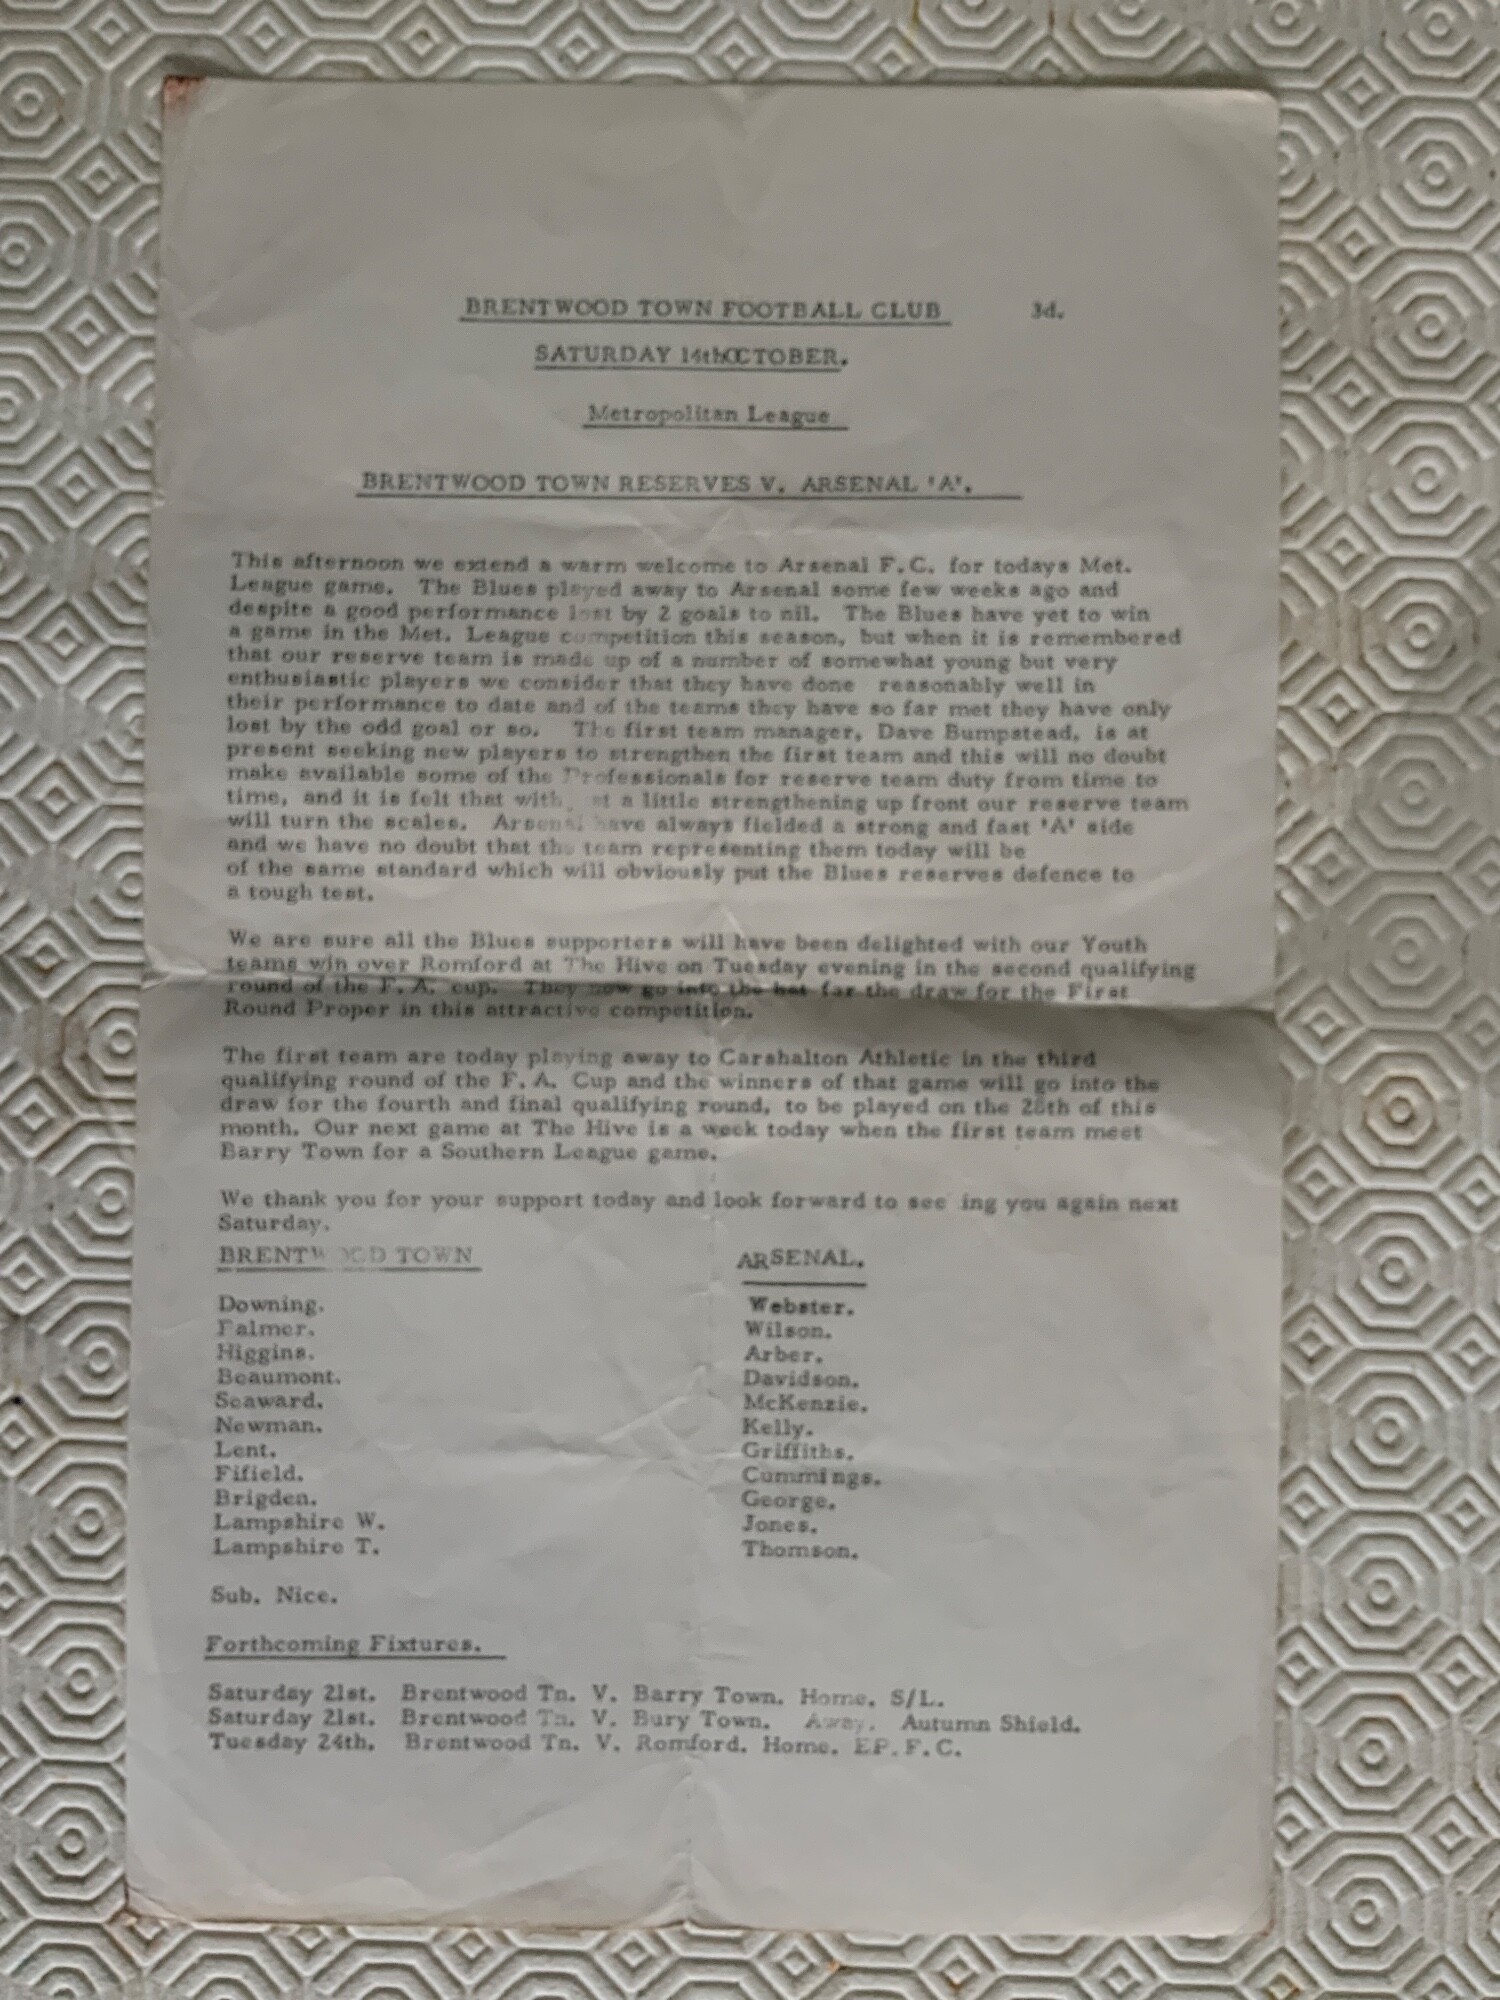 BRENTWOOD TOWN FOOTBALL CLUB 3d.
SATURDAY 14thOCTOBER.
Metropolitan League
BRENTWOOD TOWN RESERVES V. ARSENAL 'A'.
This afternoon we extend a warm welcome to Arsenal F.C. for todays Met.
League game. The Blues played away to Arsenal some few weeks ago and
despite a good performance lost by 2 goals to nil. The Blues have yet to win
a game in the Met. League competition this season, but when it is remembered
that our reserve team is made up of a number of somewhat young but very
enthusiastic players we consider that they have done reasonably well in
their performance to date and of the teams they have so far met they have only
lost by the odd goal or so. The first team manager, Dave Bumpstead, is at
present seeking new players to strengthen the first team and this will no doubt
make available some of the Professionals for reserve team duty from time to
time, and it is felt that with a little strengthening up front our reserve team
will turn the scales. Arsenal have always fielded a strong and fast 'A' side
and we have no doubt that the team representing them today will be
of the same standard which will obviously put the Blues reserves defence to
a tough test.
We are sure all the Blues supporters will have been delighted with our Youth
teams win over Romford at The Hive on Tuesday evening in the second qualifying
round of the F.A. cup. They now go into the hat for the draw for the First
Round Proper in this attractive competition.
The first team are today playing away to Carshalton Athletic in the third
qualifying round of the F.A. Cup and the winners of that game will go into the
draw for the fourth and final qualifying round, to be played on the 28th of this
month. Our next game at The Hive is a week today when the first team meet
Barry Town for a Southern League game.
We thank you for your support today and look forward to see ing you again next
Saturday.
BRENTWOOD TOWN ARSENAL.
Downing. Webster.
Palmer. Wilson.
Higgins. Arber.
Beaumont. Davidson.
Seaward. McKenzie.
Newman. Kelly.
Lent. Griffiths.
Fifield. Cummings.
Brigden. George.
Lampshire W. Jones.
Lampshire T. Thomson.
Sub. Nice.
Forthcoming Fixtures.
Saturday 21st. Brentwood Tn. V. Barry Town. Home. S/L.
Saturday 21st. Brentwood Tn. V. Bury Town. Away. Autumn Shield.
Tuesday 24th. Brentwood Tn. V. Romford. Home. EP.F.C.